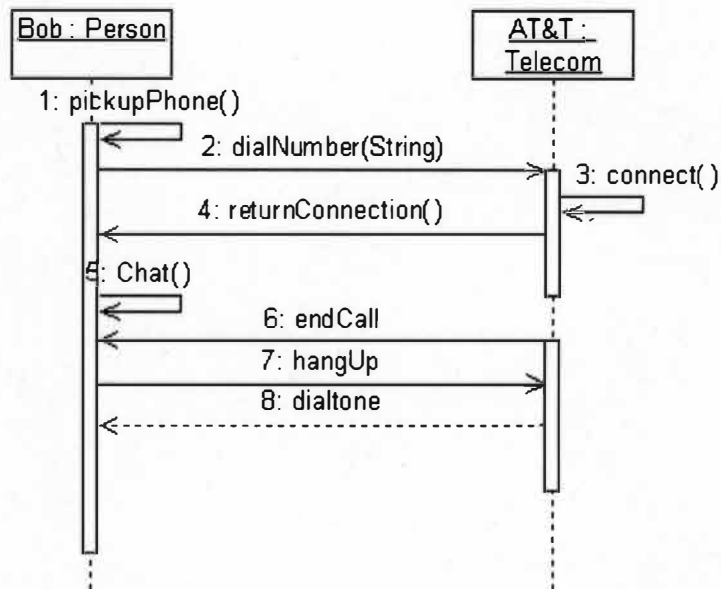 Bob : Person
AT&T :
Telecom
1: pickupPhone()
2: dialNumber(String)
3: connect()
4: returnConnection()
5: Chat()
6: endCall
7: hangUp
8: dialtone